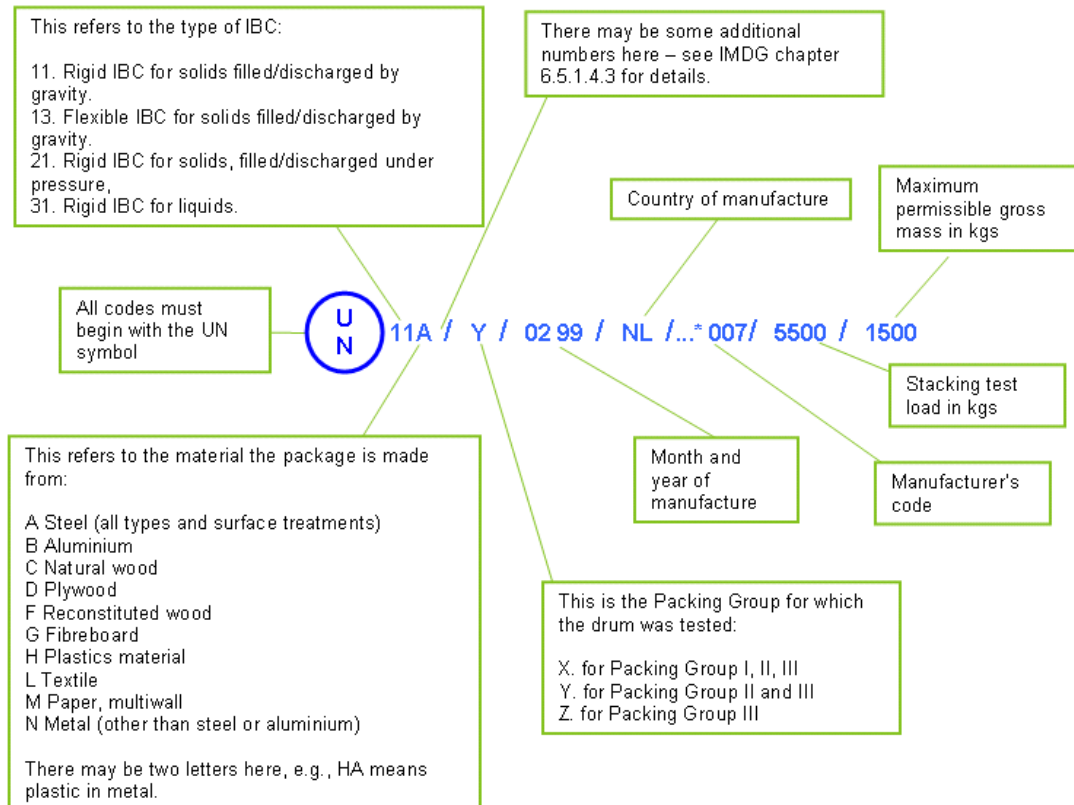 This refers to the type of IBC:
11. Rigid IBC for solids filled/discharged by
gravity.
13. Flexible IBC for solids filled/discharged by
gravity.
21. Rigid IBC for solids, filled/discharged under
pressure,
31. Rigid IBC for liquids.
There may be some additional
numbers here – see IMDG chapter
6.5.1.4.3 for details.
Country of manufacture
Maximum
permissible gross
mass in kgs
All codes must
begin with the UN
symbol
U
N
11A / Y / 02 99 / NL /...* 007/ 5500 / 1500
Stacking test
load in kgs
This refers to the material the package is made
from:
A Steel (all types and surface treatments)
B Aluminium
C Natural wood
D Plywood
F Reconstituted wood
G Fibreboard
H Plastics material
L Textile
M Paper, multiwall
N Metal (other than steel or aluminium)
There may be two letters here, e.g., HA means
plastic in metal.
Month and
year of
manufacture
Manufacturer's
code
This is the Packing Group for which
the drum was tested:
X. for Packing Group I, II, III
Y. for Packing Group II and III
Z. for Packing Group III